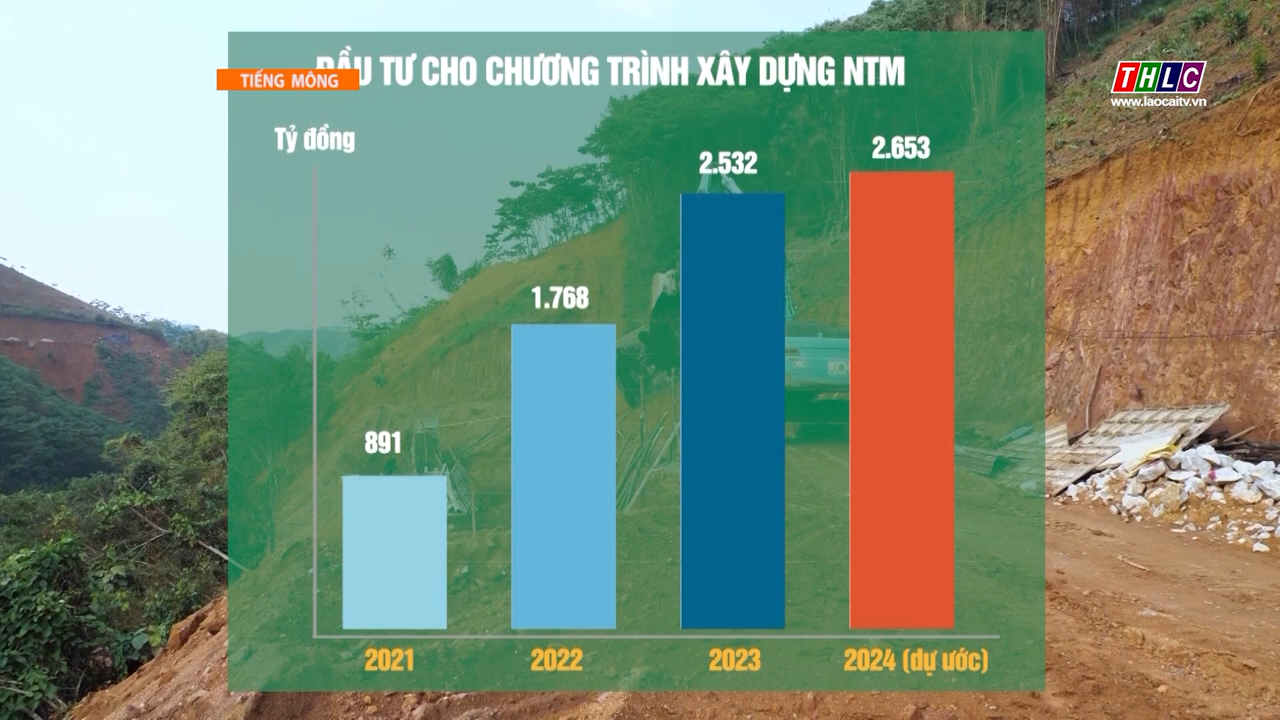 ĐẦU TƯ CHO CHƯƠNG TRÌNH XÂY DỰNG NTM
TIẾNG MÔNG
THLC
www.laocaitv.vn
Tỷ đồng
891
1.768
2.532
2.653
2021
2022
2023
2024 (dự ước)